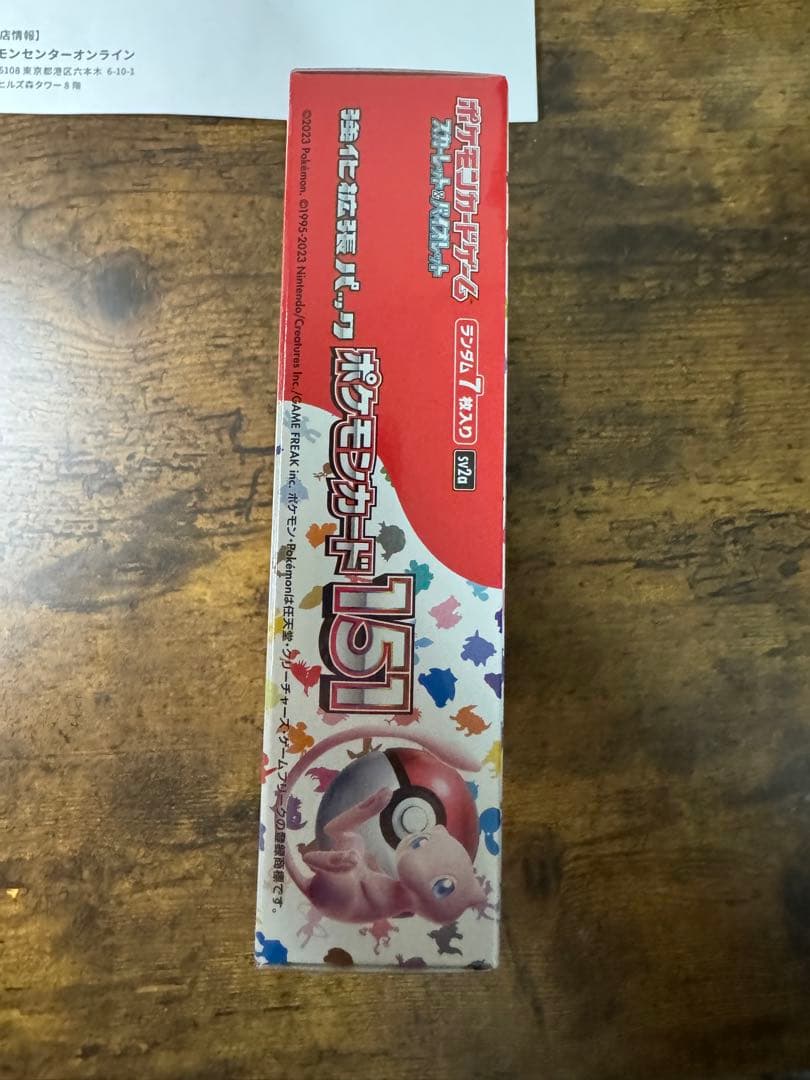 店情報】
モンセンターオンライン
6108 東京都港区六本木 6-10-1
ヒルズ森タワー8階
ポケモンカードゲーム
スカーレット&バイオレット
ランダム7枚入り
sv2a
強化拡張パック
ポケモンカード151
©2023 Pokémon. ©1995-2023 Nintendo/Creatures Inc./GAME FREAK inc. ポケモン・Pokémonは任天堂・クリーチャーズ・ゲームフリークの登録商標です。